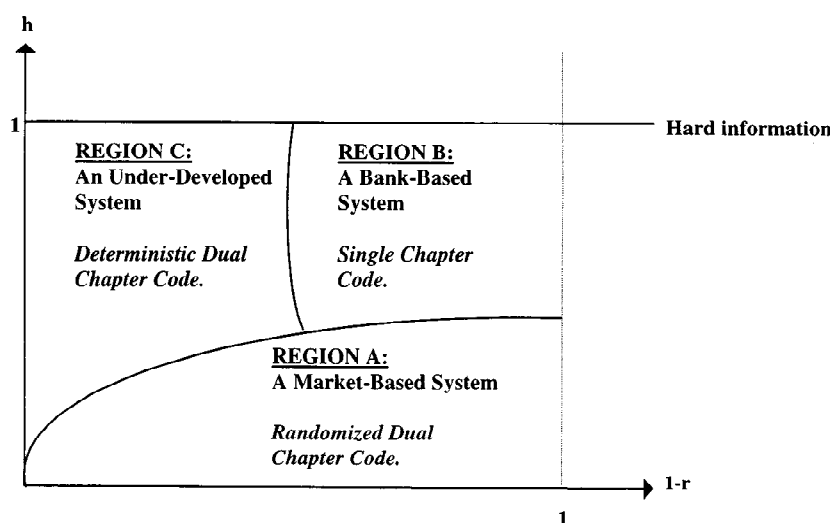 h
1
Hard information
REGION C:
An Under-Developed
System
Deterministic Dual
Chapter Code.
REGION B:
A Bank-Based
System
Single Chapter
Code.
REGION A:
A Market-Based System
Randomized Dual
Chapter Code.
1-r
1